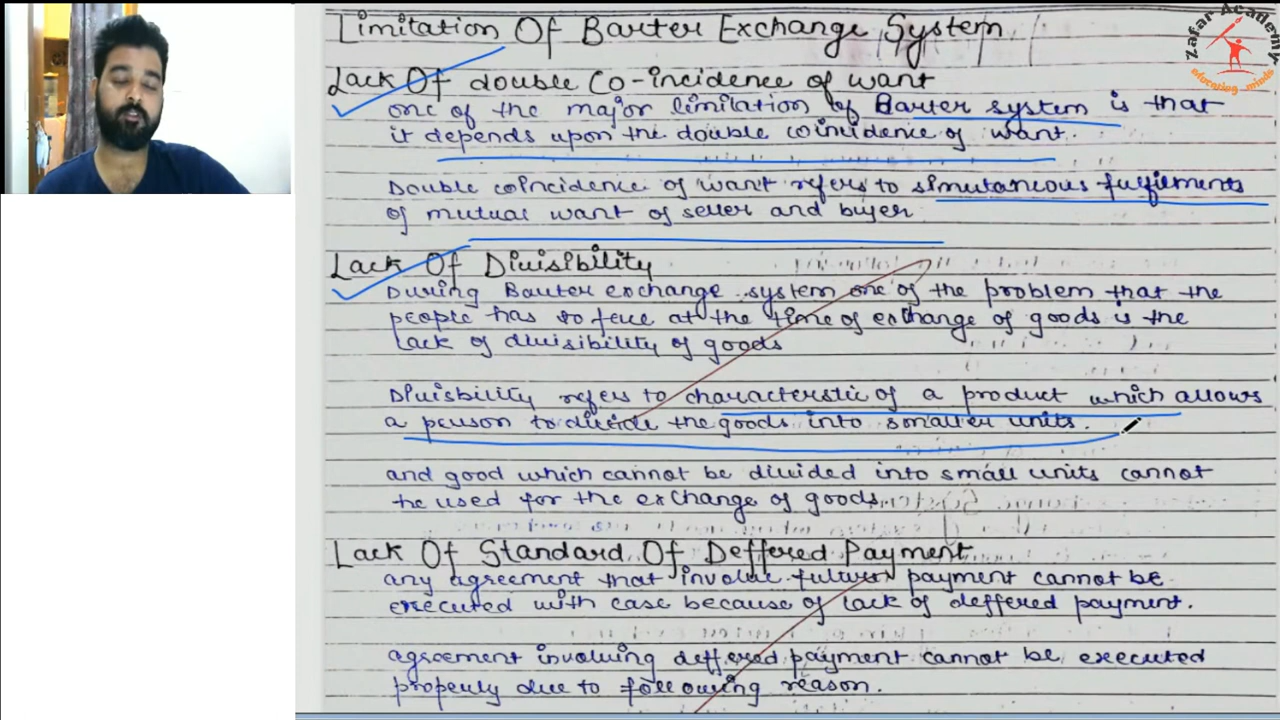 Limitation Of Barter Exchange System
Lack Of double Co-incidence of want
one of the major limitation of Barter system is that
it depends upon the double coincidence of want.
Double coincidence of want refers to simutaneous fulfilments
of mutual want of seller and buyer
Lack Of Divisibility
During Barter exchange system one of the problem that the
people has to face at the time of exchange of goods is the
Lack of divisibility of goods
Divisbility refers to characterstic of a product which allows
a person to divide the goods into smaller units.
and good which cannot be divided into small units cannot
be used for the exchange of goods
Lack Of Standard Of Deffered Payment
any agreement that involve future payment cannot be
executed with case because of lack of deffered payment.
agreement involving deffered payment cannot be executed
properly due to following reason.
Zafar Academy
educating minds